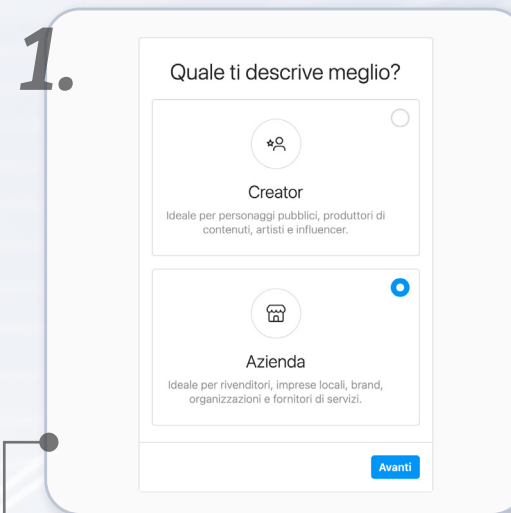 1.
Quale ti descrive meglio?
Creator
Ideale per personaggi pubblici, produttori di
contenuti, artisti e influencer.
Azienda
Ideale per rivenditori, imprese locali, brand,
organizzazioni e fornitori di servizi.
Avanti